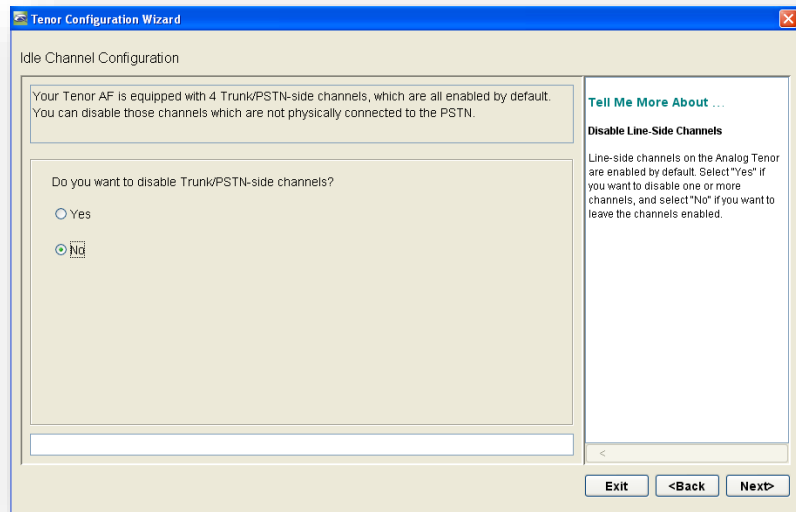 Tenor Configuration Wizard
Idle Channel Configuration
Your Tenor AF is equipped with 4 Trunk/PSTN-side channels, which are all enabled by default.
You can disable those channels which are not physically connected to the PSTN.
Do you want to disable Trunk/PSTN-side channels?
Yes
No
Tell Me More About ...
Disable Line-Side Channels
Line-side channels on the Analog Tenor
are enabled by default. Select "Yes" if
you want to disable one or more
channels, and select "No" if you want to
leave the channels enabled.
<
Exit
<Back
Next>